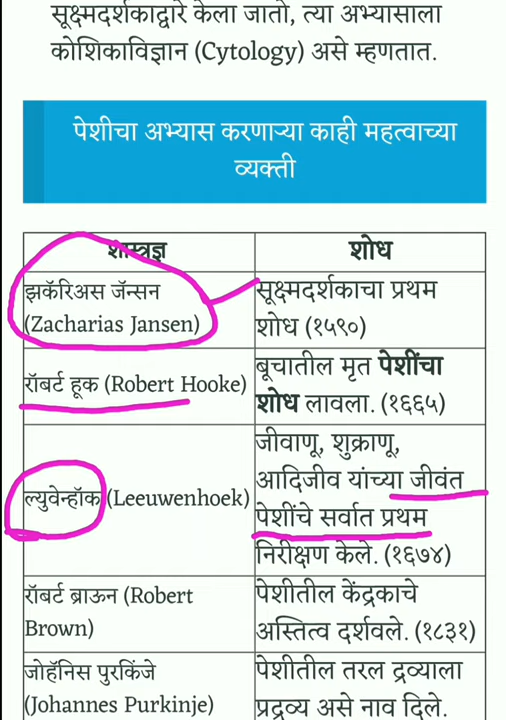 सूक्ष्मदर्शकाद्वारे केला जातो, त्या अभ्यासाला
कोशिकाविज्ञान (Cytology) असे म्हणतात.
पेशीचा अभ्यास करणाऱ्या काही महत्वाच्या
व्यक्ती
शास्त्रज्ञ
शोध
झकॅरिअस जॅन्सन
(Zacharias Jansen)
सूक्ष्मदर्शकाचा प्रथम
शोध (१५९०)
रॉबर्ट हूक (Robert Hooke)
बूचातील मृत पेशींचा
शोध लावला. (१६६५)
ल्युवेन्हॉक (Leeuwenhoek)
जीवाणू, शुक्राणू,
आदिजीव यांच्या जीवंत
पेशींचे सर्वात प्रथम
निरीक्षण केले. (१६७४)
रॉबर्ट ब्राऊन (Robert
Brown)
पेशीतील केंद्रकाचे
अस्तित्व दर्शवले. (१८३१)
जोहॅनिस पुरकिंजे
(Johannes Purkinje)
पेशीतील तरल द्रव्याला
प्रद्रव्य असे नाव दिले.